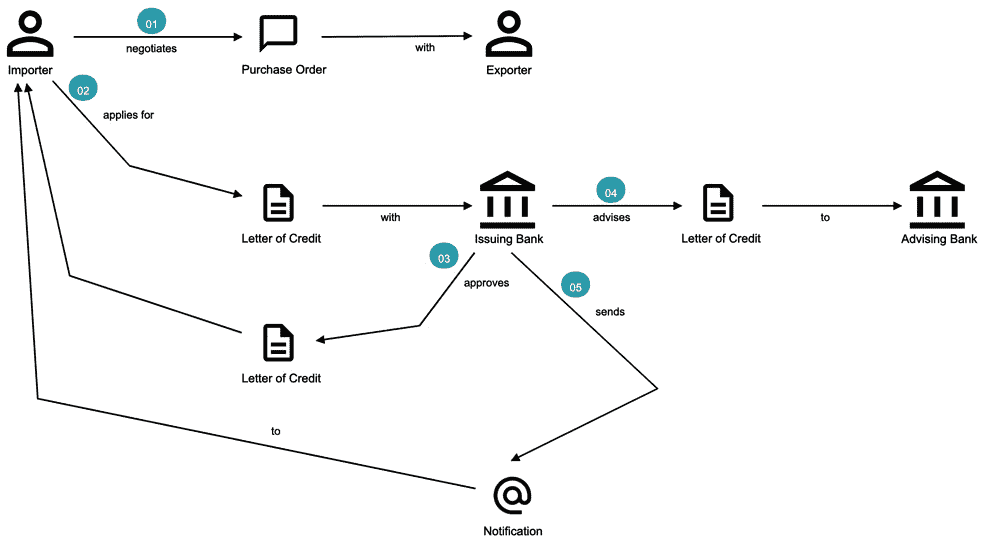 01
negotiates
with
Importer
Purchase Order
Exporter
02
applies for
Letter of Credit
with
Issuing Bank
04
advises
Letter of Credit
to
Advising Bank
03
approves
05
sends
Letter of Credit
to
Notification